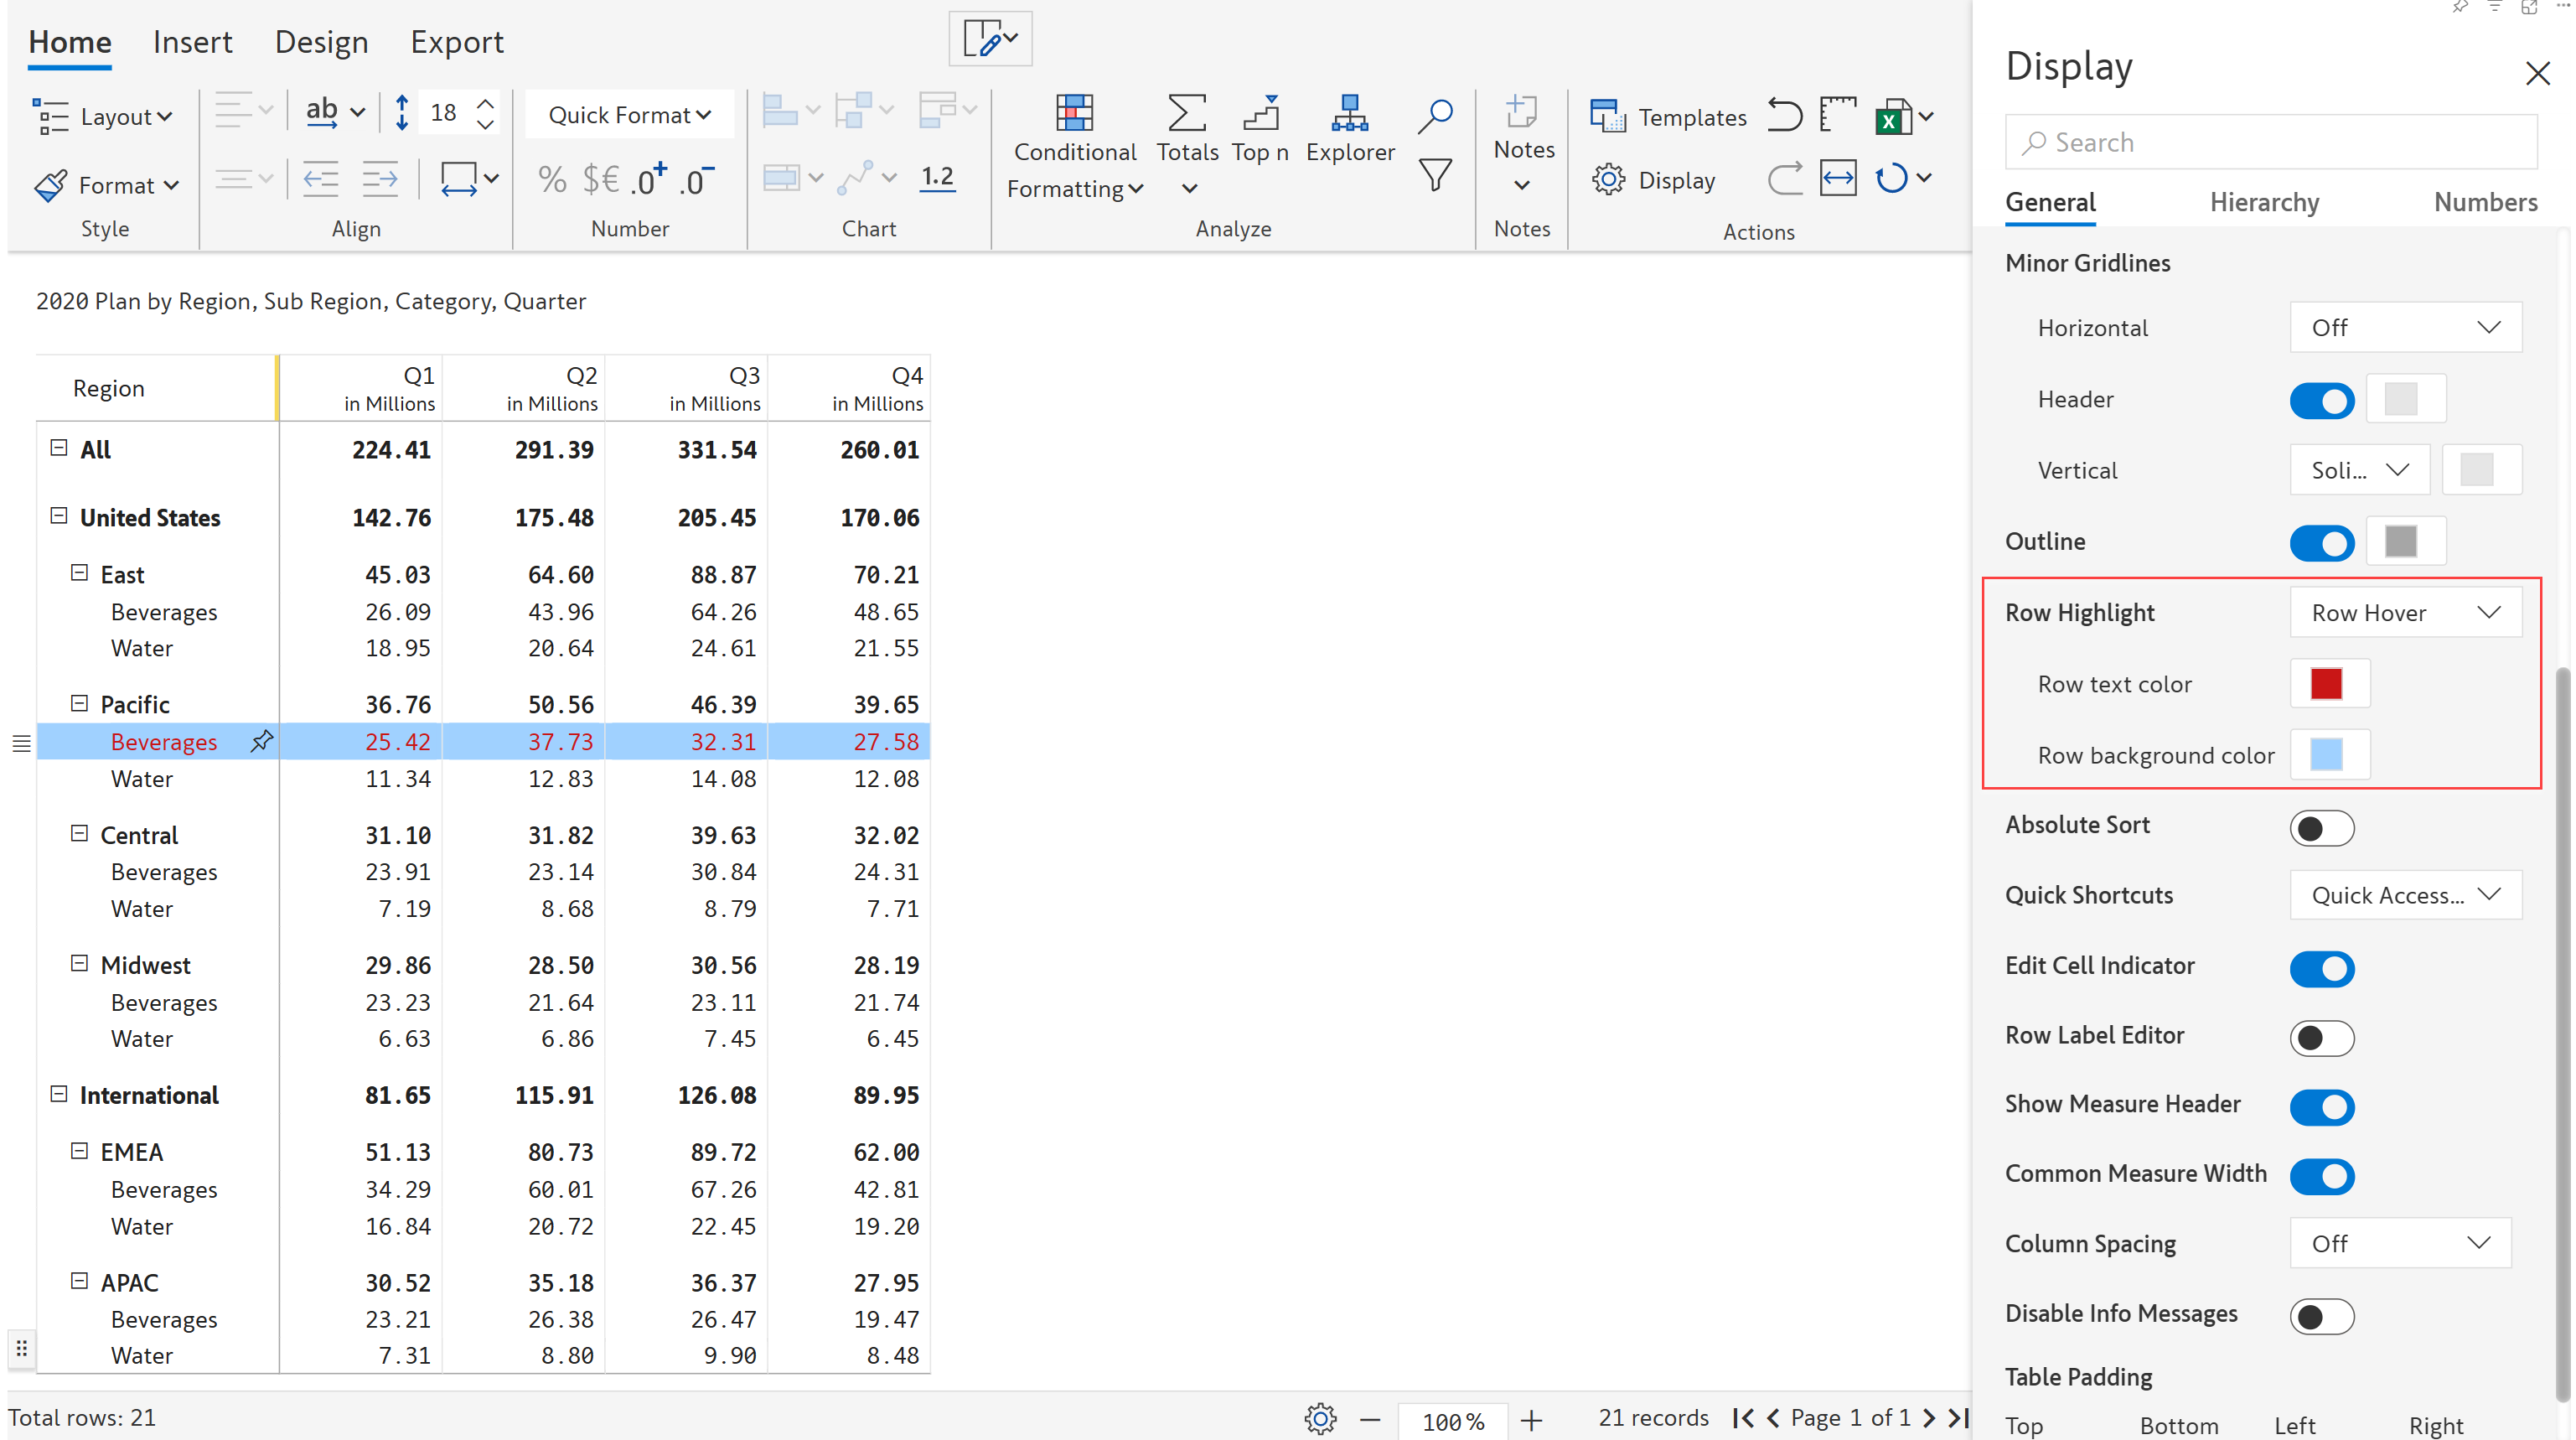 Home Insert Design Export
Layout ab 18 Quick Format Conditional Formatting Totals Top n Explorer Notes Templates
Format % $€ .0+ .0- 1.2 Display
Style Align Number Chart Analyze Notes Actions
2020 Plan by Region, Sub Region, Category, Quarter
Region Q1 in Millions Q2 in Millions Q3 in Millions Q4 in Millions
All 224.41 291.39 331.54 260.01
United States 142.76 175.48 205.45 170.06
East 45.03 64.60 88.87 70.21
Beverages 26.09 43.96 64.26 48.65
Water 18.95 20.64 24.61 21.55
Pacific 36.76 50.56 46.39 39.65
Beverages 25.42 37.73 32.31 27.58
Water 11.34 12.83 14.08 12.08
Central 31.10 31.82 39.63 32.02
Beverages 23.91 23.14 30.84 24.31
Water 7.19 8.68 8.79 7.71
Midwest 29.86 28.50 30.56 28.19
Beverages 23.23 21.64 23.11 21.74
Water 6.63 6.86 7.45 6.45
International 81.65 115.91 126.08 89.95
EMEA 51.13 80.73 89.72 62.00
Beverages 34.29 60.01 67.26 42.81
Water 16.84 20.72 22.45 19.20
APAC 30.52 35.18 36.37 27.95
Beverages 23.21 26.38 26.47 19.47
Water 7.31 8.80 9.90 8.48
Total rows: 21 100% 21 records Page 1 of 1
Display
Search
General Hierarchy Numbers
Minor Gridlines
Horizontal Off
Header
Vertical Soli...
Outline
Row Highlight Row Hover
Row text color
Row background color
Absolute Sort
Quick Shortcuts Quick Access...
Edit Cell Indicator
Row Label Editor
Show Measure Header
Common Measure Width
Column Spacing Off
Disable Info Messages
Table Padding
Top Bottom Left Right